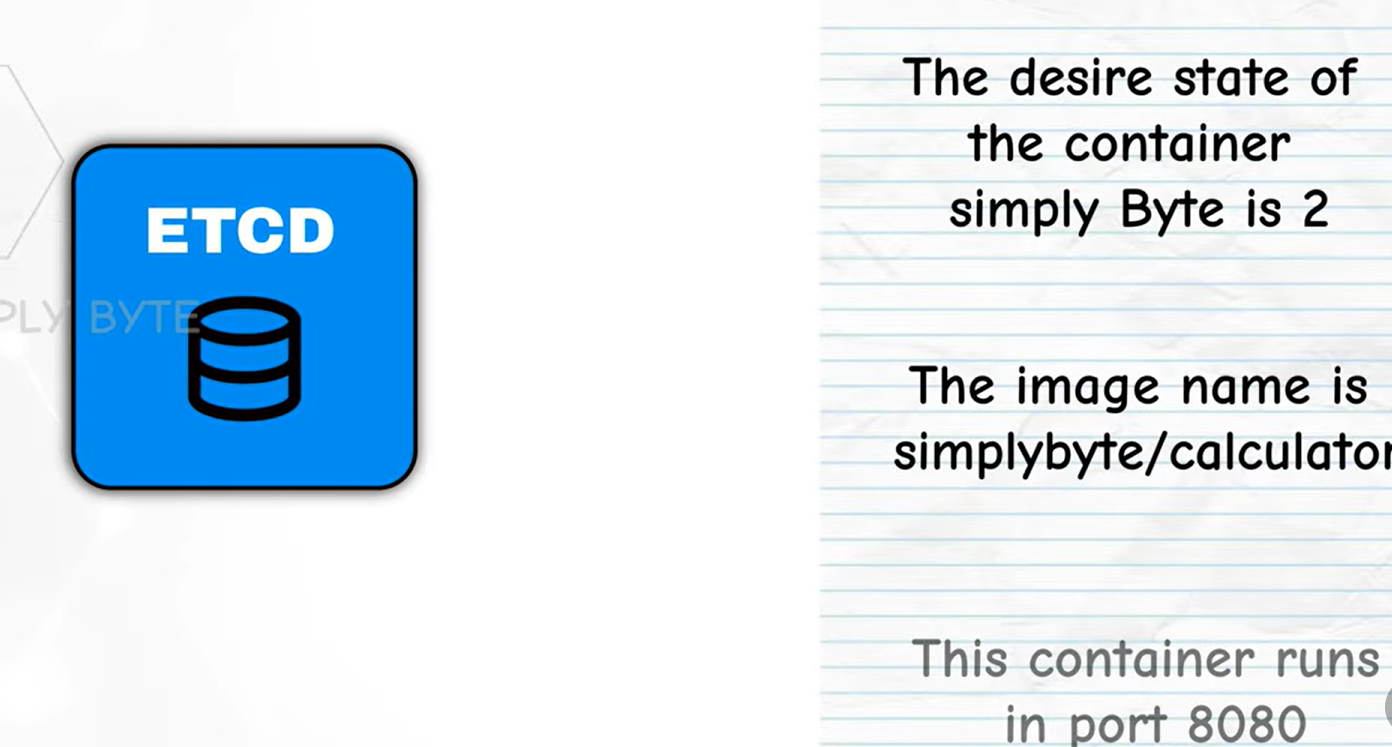 ETCD
PLY BYTE
The desire state of
the container
simply Byte is 2
The image name is
simplybyte/calculator
This container runs
in port 8080